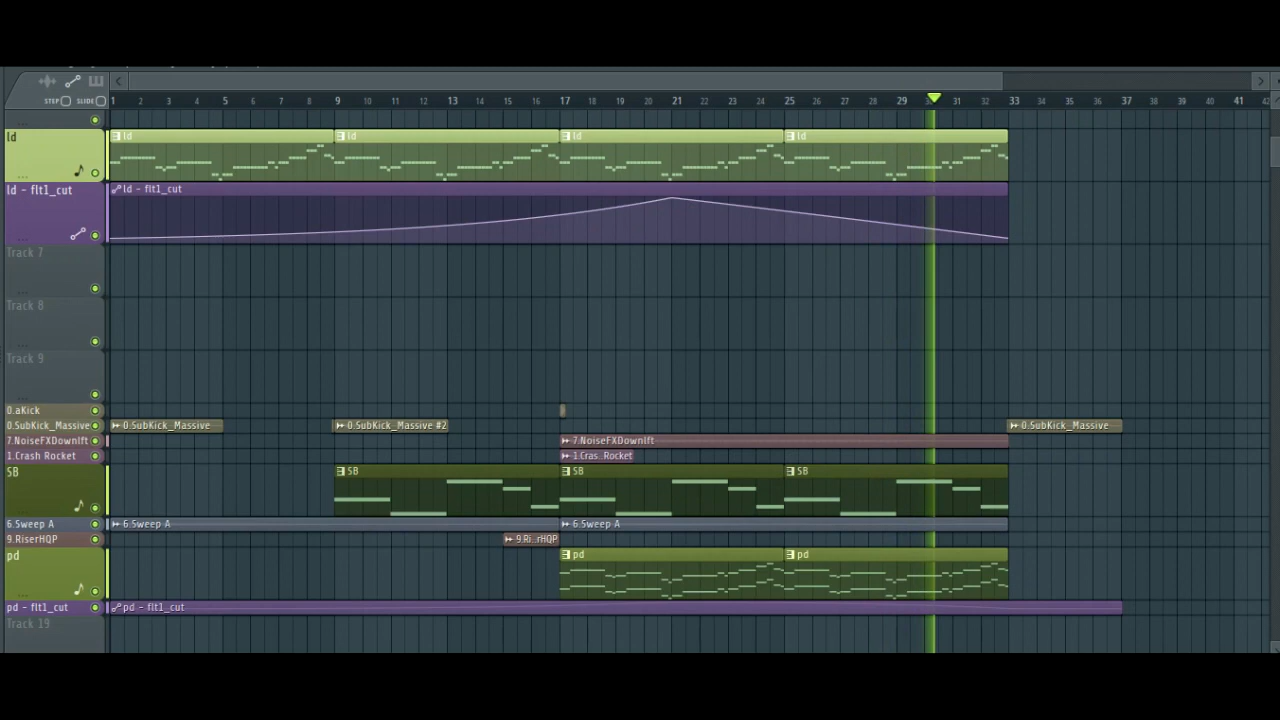 STEP SLIDE
1 2 3 4 5 6 7 8 9 10 11 12 13 14 15 16 17 18 19 20 21 22 23 24 25 26 27 28 29 30 31 32 33 34 35 36 37 38 39 40 41 42
ld ld ld ld ld
ld - flt1_cut ld - flt1_cut
Track 7
Track 8
Track 9
0.aKick
0.SubKick_Massive 0.SubKick_Massive 0.SubKick_Massive #2 0.SubKick_Massive
7.NoiseFXDownlft 7.NoiseFXDownlft
1.Crash Rocket 1.Cras..Rocket
SB SB SB SB
6.Sweep A 6.Sweep A 6.Sweep A
9.RiserHQP 9.Ri..rHQP
pd pd pd
pd - flt1_cut pd - flt1_cut
Track 19